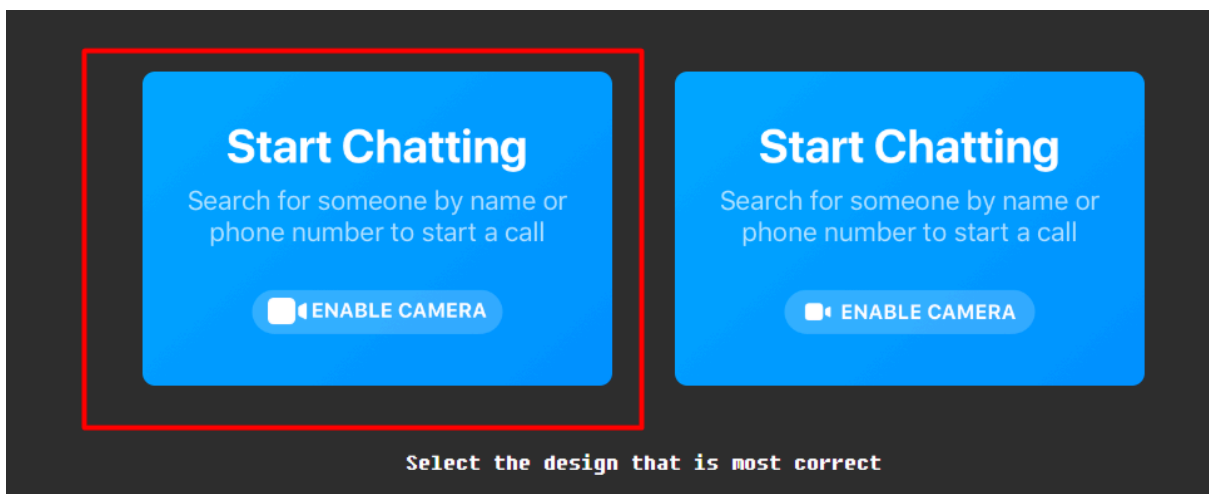 Start Chatting
Search for someone by name or
phone number to start a call
ENABLE CAMERA
Start Chatting
Search for someone by name or
phone number to start a call
ENABLE CAMERA
Select the design that is most correct